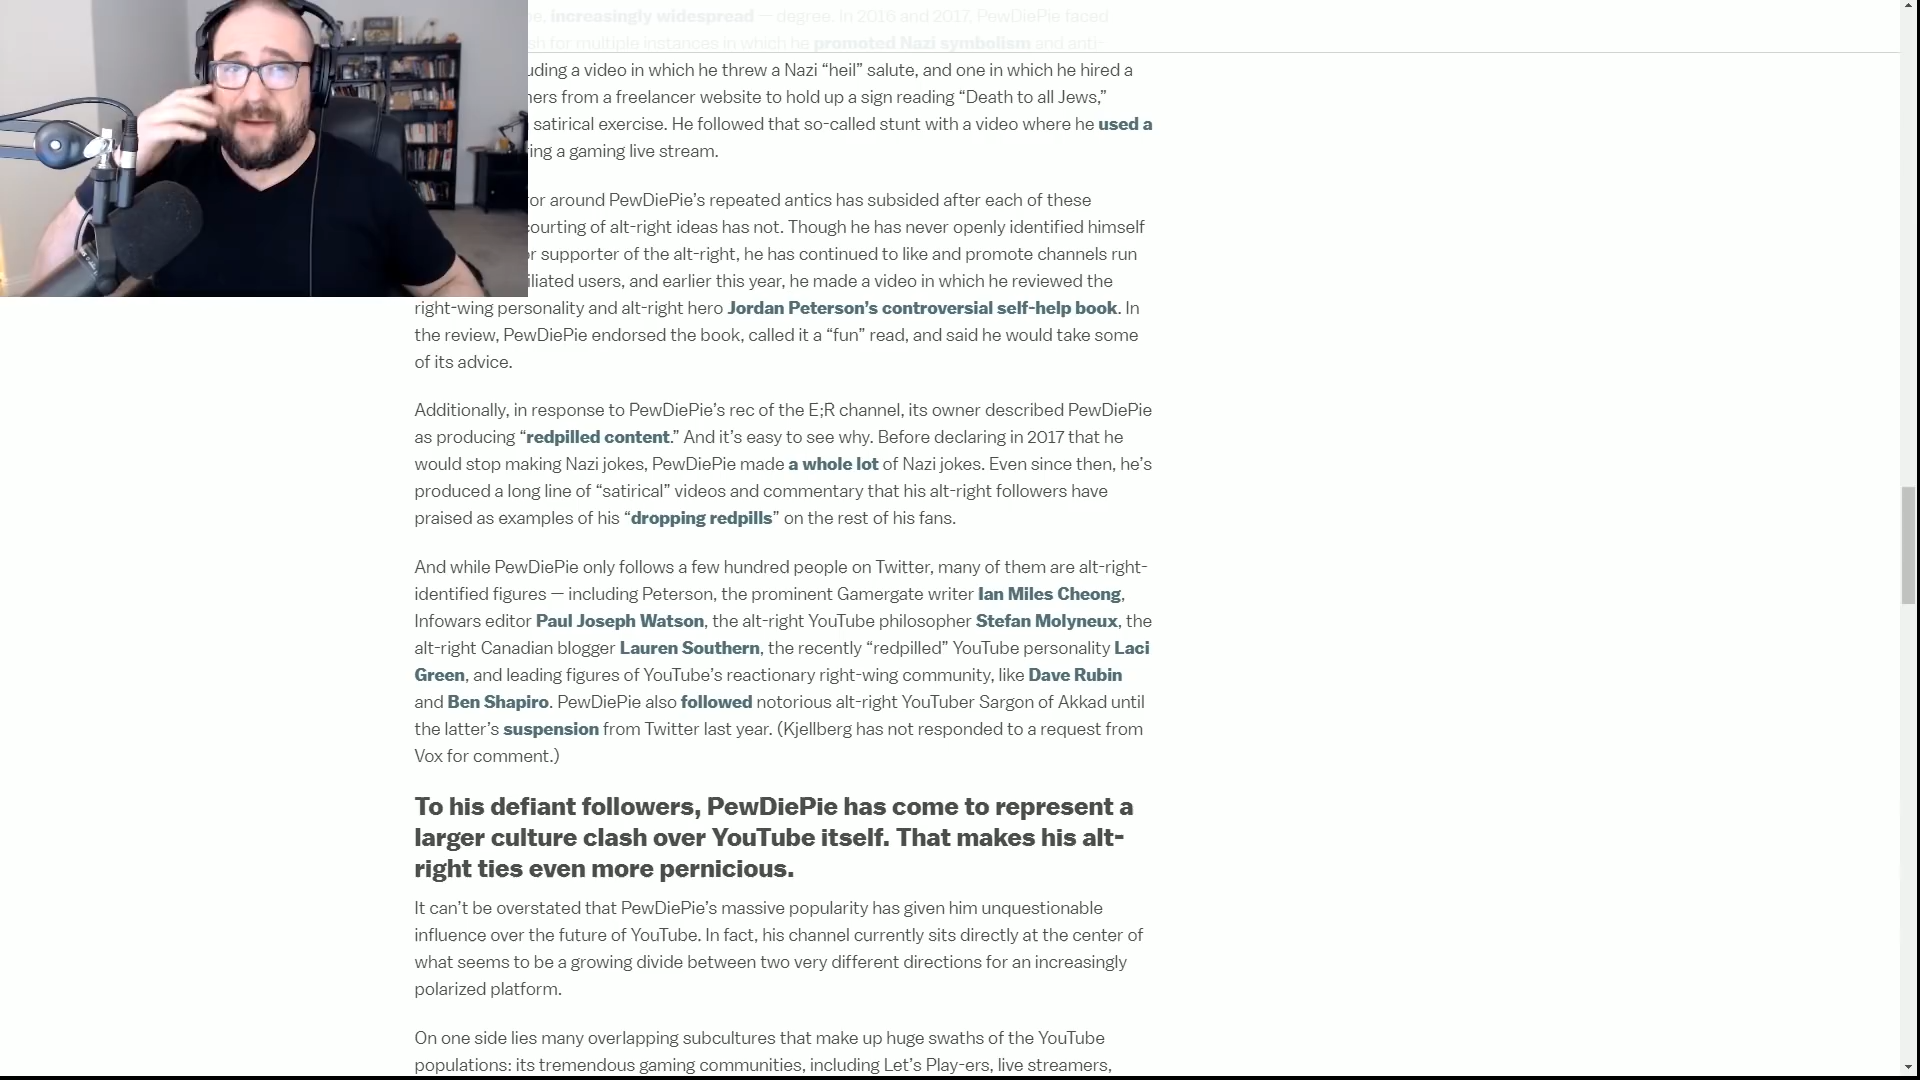 increasingly widespread — degree. In 2016 and 2017, PewDiePie faced
for multiple instances in which he promoted Nazi symbolism and anti-
uding a video in which he threw a Nazi “heil” salute, and one in which he hired a
ners from a freelancer website to hold up a sign reading “Death to all Jews,”
satirical exercise. He followed that so-called stunt with a video where he used a
ing a gaming live stream.
or around PewDiePie’s repeated antics has subsided after each of these
courting of alt-right ideas has not. Though he has never openly identified himself
r supporter of the alt-right, he has continued to like and promote channels run
iliated users, and earlier this year, he made a video in which he reviewed the
right-wing personality and alt-right hero Jordan Peterson’s controversial self-help book. In
the review, PewDiePie endorsed the book, called it a “fun” read, and said he would take some
of its advice.
Additionally, in response to PewDiePie’s rec of the E;R channel, its owner described PewDiePie
as producing “redpilled content.” And it’s easy to see why. Before declaring in 2017 that he
would stop making Nazi jokes, PewDiePie made a whole lot of Nazi jokes. Even since then, he’s
produced a long line of “satirical” videos and commentary that his alt-right followers have
praised as examples of his “dropping redpills” on the rest of his fans.
And while PewDiePie only follows a few hundred people on Twitter, many of them are alt-right-
identified figures — including Peterson, the prominent Gamergate writer Ian Miles Cheong,
Infowars editor Paul Joseph Watson, the alt-right YouTube philosopher Stefan Molyneux, the
alt-right Canadian blogger Lauren Southern, the recently “redpilled” YouTube personality Laci
Green, and leading figures of YouTube’s reactionary right-wing community, like Dave Rubin
and Ben Shapiro. PewDiePie also followed notorious alt-right YouTuber Sargon of Akkad until
the latter’s suspension from Twitter last year. (Kjellberg has not responded to a request from
Vox for comment.)
To his defiant followers, PewDiePie has come to represent a
larger culture clash over YouTube itself. That makes his alt-
right ties even more pernicious.
It can’t be overstated that PewDiePie’s massive popularity has given him unquestionable
influence over the future of YouTube. In fact, his channel currently sits directly at the center of
what seems to be a growing divide between two very different directions for an increasingly
polarized platform.
On one side lies many overlapping subcultures that make up huge swaths of the YouTube
populations: its tremendous gaming communities, including Let’s Play-ers, live streamers,